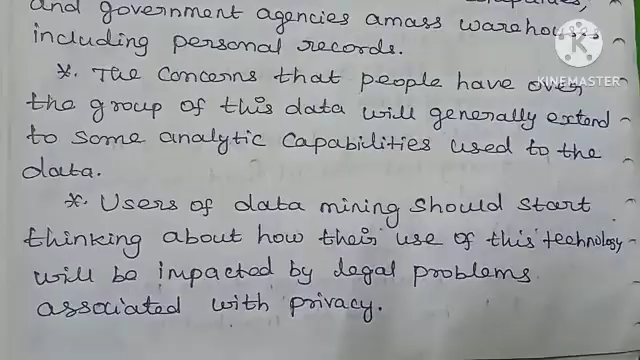 and government agencies amass warehouses
including personal records.
*. The concerns that people have over
the group of this data will generally extend
to some analytic capabilities used to the
data.
*. Users of data mining should start
thinking about how their use of this technology
will be impacted by legal problems
associated with privacy.
KINEMASTER